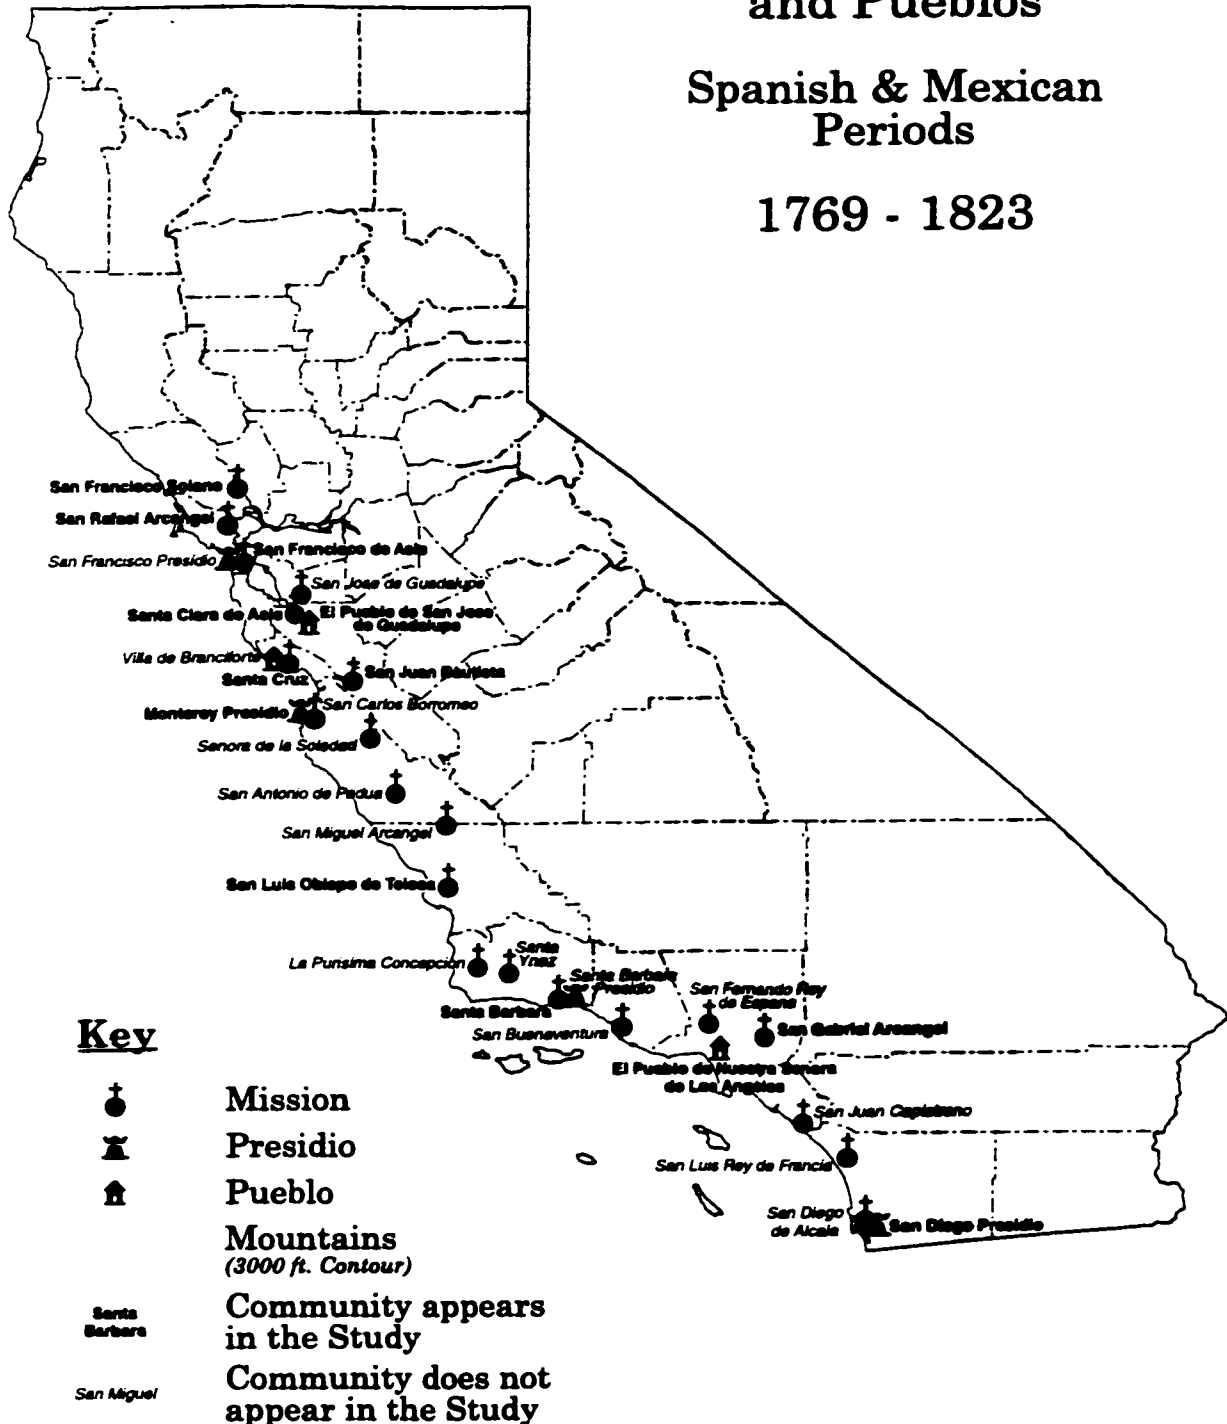 and Pueblos
Spanish & Mexican
Periods
1769 - 1823
San Francisco Solano
San Rafael Arcangel
San Francisco de Asis
San Francisco Presidio
San Jose de Guadalupe
Santa Clara de Asis
El Pueblo de San Jose
de Guadalupe
Villa de Branciforte
Santa Cruz
San Juan Bautista
San Carlos Borromeo
Monterey Presidio
Senora de la Soledad
San Antonio de Padua
San Miguel Arcangel
San Luis Obispo de Tolosa
La Purisima Concepcion
Santa
Ynez
Santa Barbara
Presidio
Santa Barbara
San Buenaventura
San Fernando Rey
de Espana
San Gabriel Arcangel
El Pueblo de Nuestra Senora
de Los Angeles
San Juan Capistrano
San Luis Rey de Francia
San Diego
de Alcala
San Diego Presidio
Key
Mission
Presidio
Pueblo
Mountains
(3000 ft. Contour)
Santa
Barbara
Community appears
in the Study
San Miguel
Community does not
appear in the Study